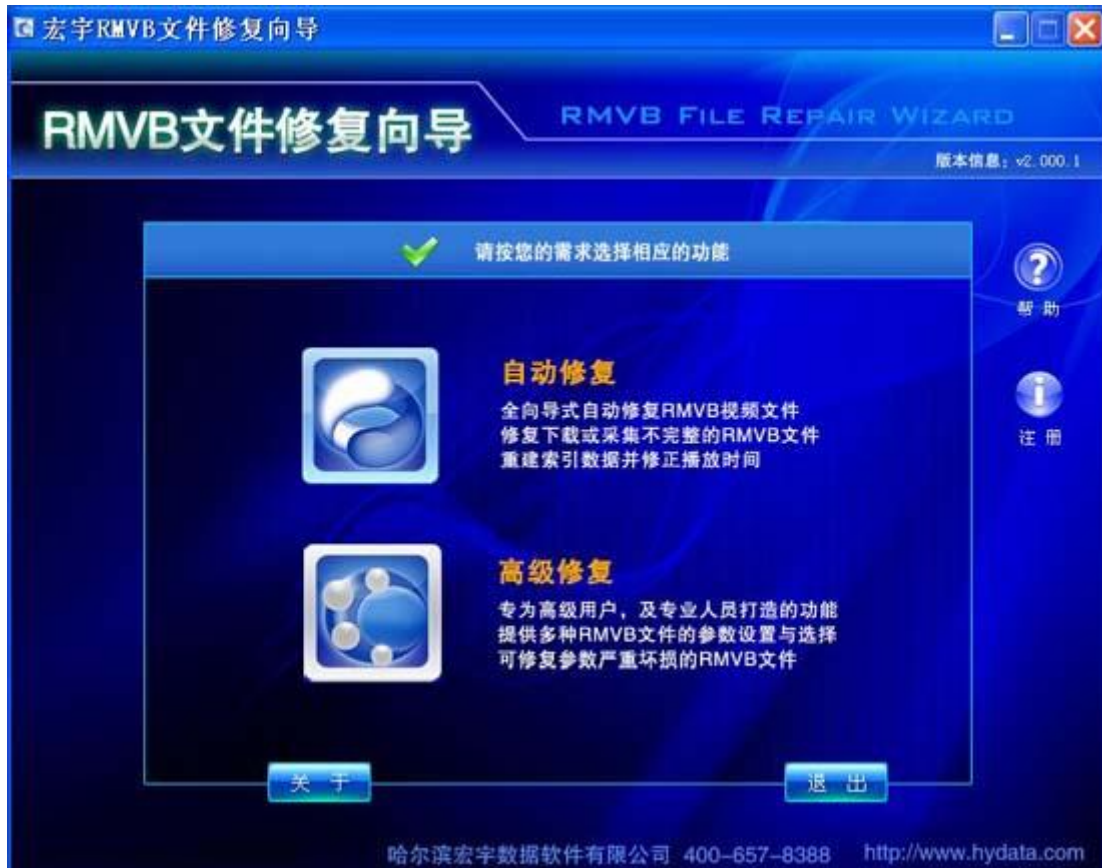 宏宇RMVB文件修复向导
RMVB文件修复向导
RMVB FILE REPAIR WIZARD
版本信息：v2.000.1
请按您的需求选择相应的功能
帮 助
自动修复
全向导式自动修复RMVB视频文件
修复下载或采集不完整的RMVB文件
重建索引数据并修正播放时间
注 册
高级修复
专为高级用户，及专业人员打造的功能
提供多种RMVB文件的参数设置与选择
可修复参数严重坏损的RMVB文件
关 于
退 出
哈尔滨宏宇数据软件有限公司 400-657-8388 http://www.hydata.com